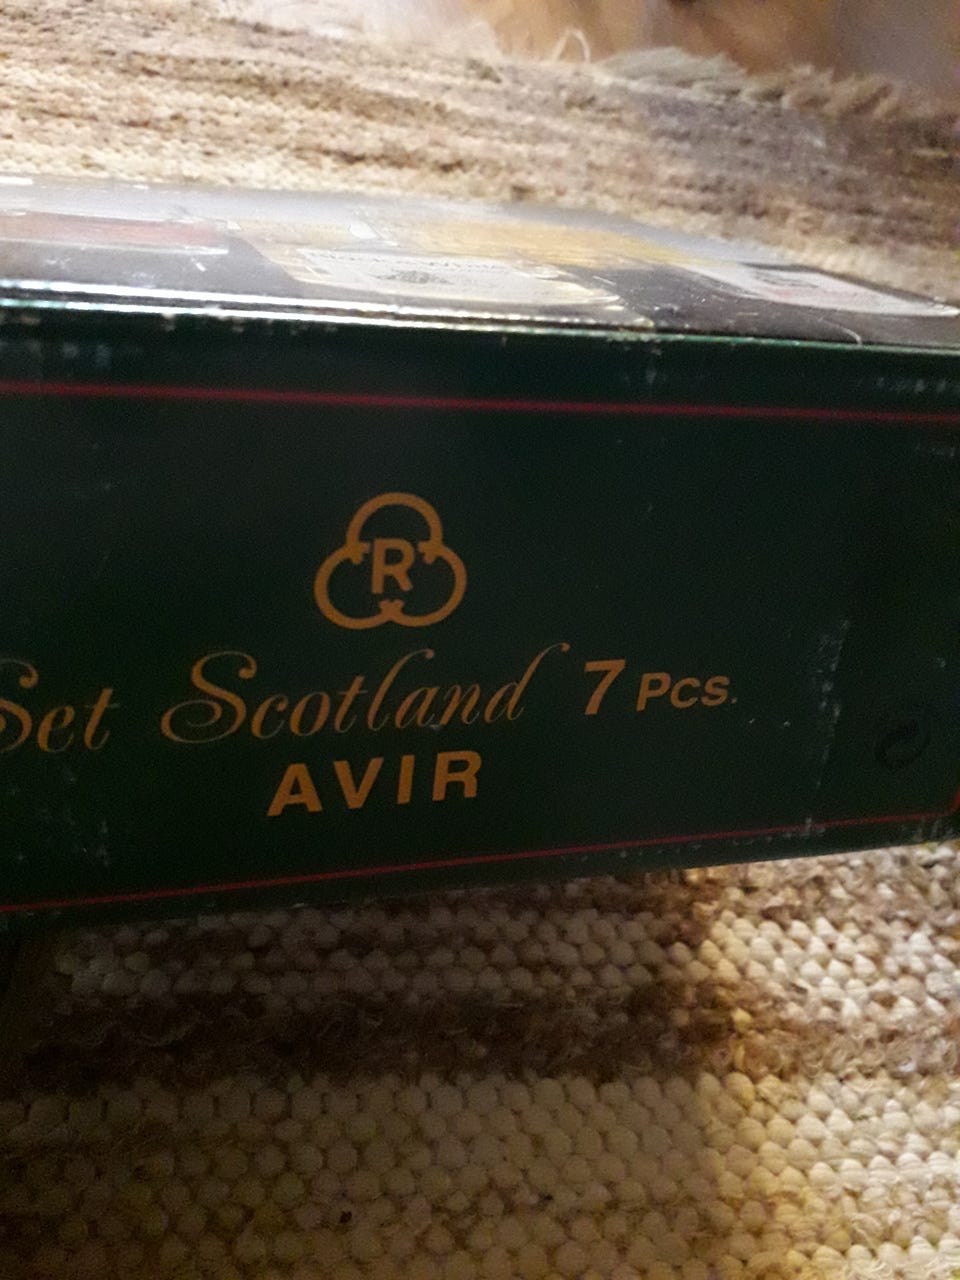 R
Set Scotland 7 Pcs.
AVIR